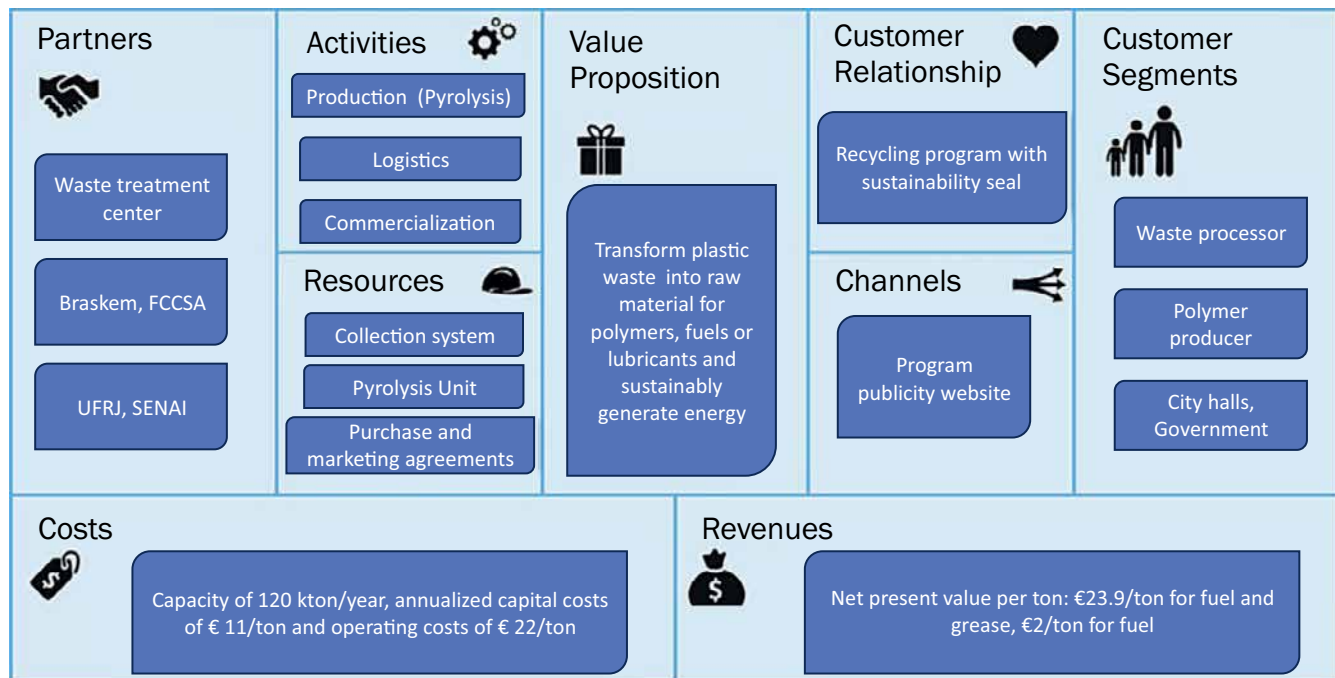 Partners
Waste treatment
center
Braskem, FCCSA
UFRJ, SENAI
Activities
Production (Pyrolysis)
Logistics
Commercialization
Resources
Collection system
Pyrolysis Unit
Purchase and
marketing agreements
Value
Proposition
Transform plastic
waste into raw
material for
polymers, fuels or
lubricants and
sustainably
generate energy
Customer
Relationship
Recycling program with
sustainability seal
Channels
Program
publicity website
Customer
Segments
Waste processor
Polymer
producer
City halls,
Government
Costs
$
Capacity of 120 kton/year, annualized capital costs
of € 11/ton and operating costs of € 22/ton
Revenues
$
Net present value per ton: €23.9/ton for fuel and
grease, €2/ton for fuel